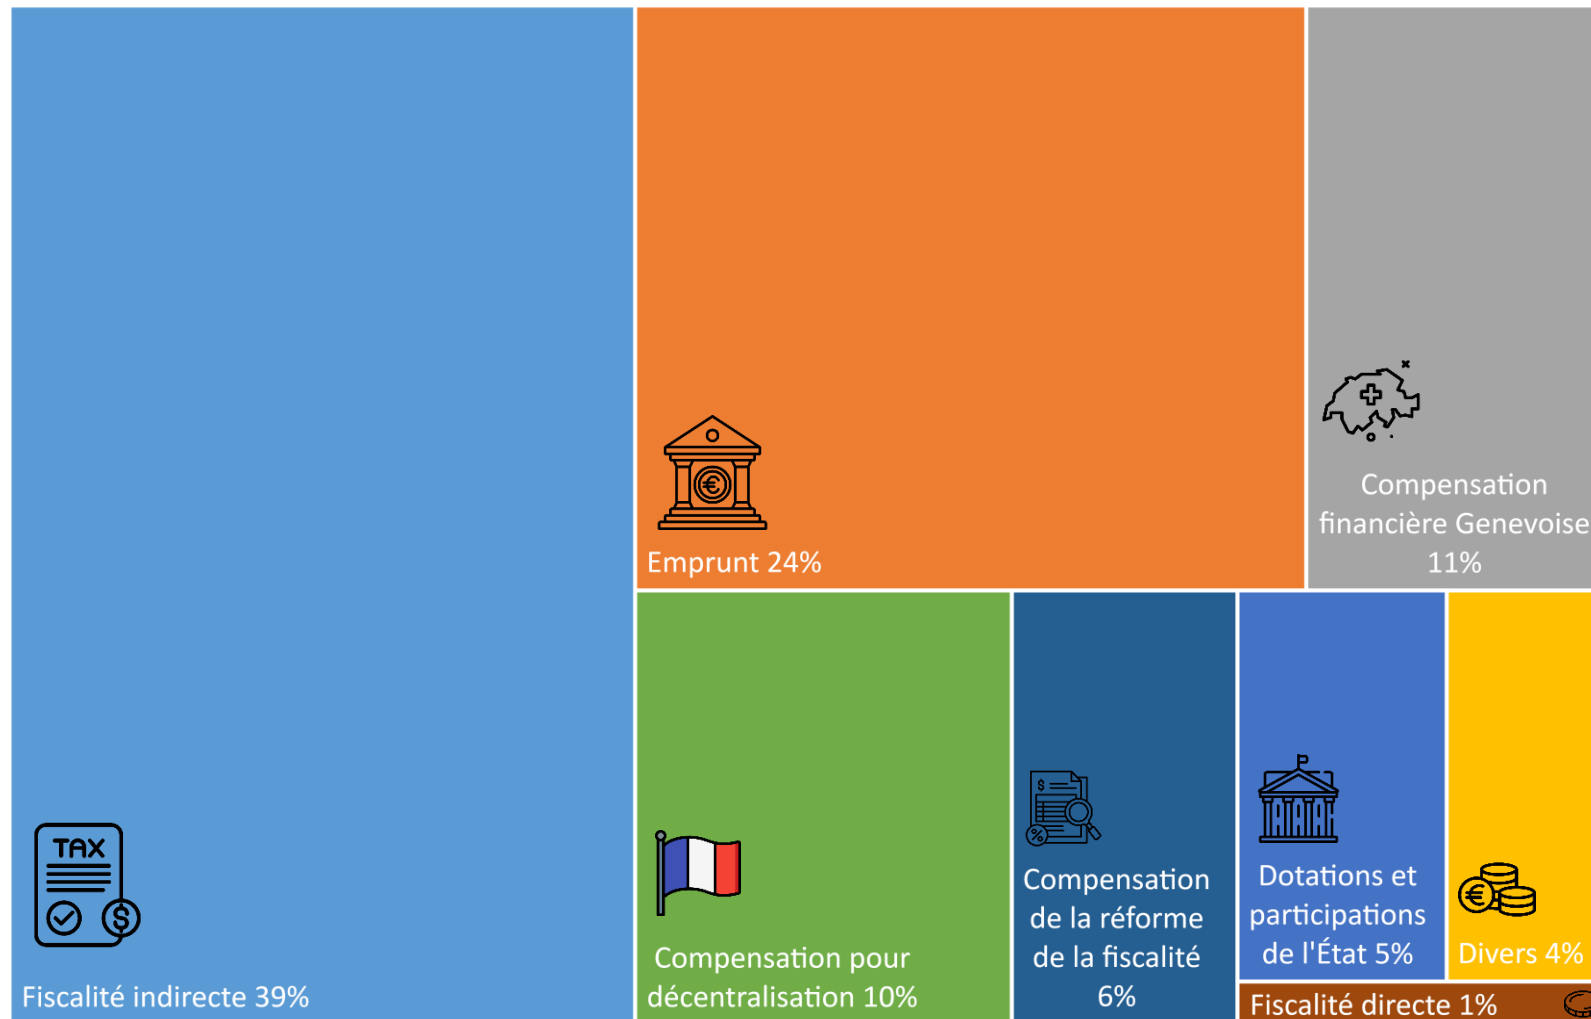 Compensation
financière Genevoise
11%
Emprunt 24%
TAX
$
Fiscalité indirecte 39%
Compensation pour
décentralisation 10%
$
%
Compensation
de la réforme
de la fiscalité
6%
Dotations et
participations
de l'État 5%
€
Divers 4%
Fiscalité directe 1%
€